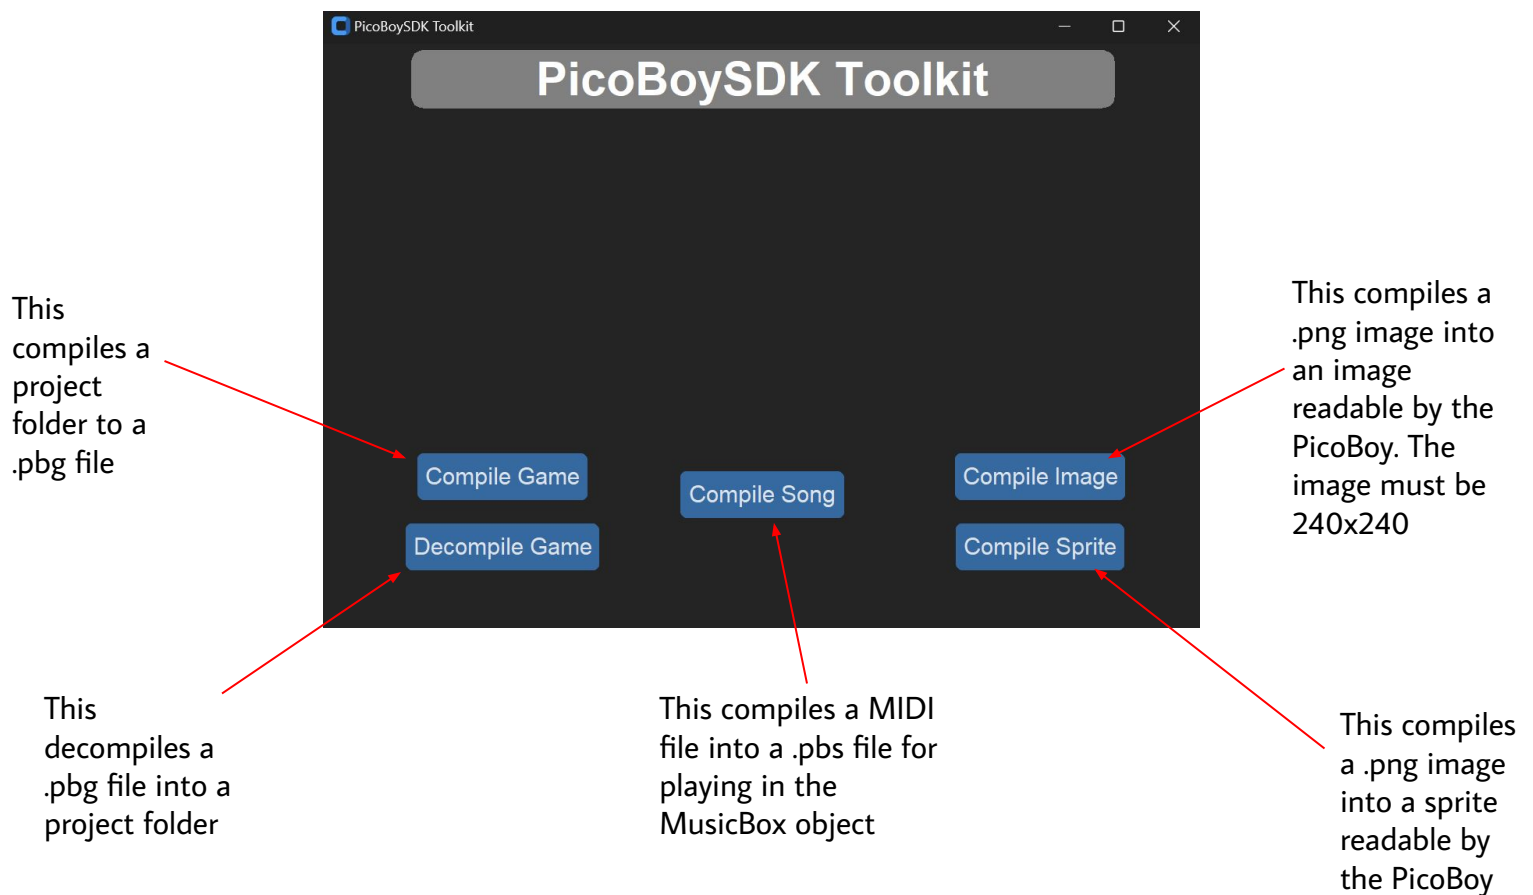 PicoBoySDK Toolkit
PicoBoySDK Toolkit
This
compiles a
project
folder to a
.pbg file
This compiles a
.png image into
an image
readable by the
PicoBoy. The
image must be
240x240
Compile Game
Compile Song
Compile Image
Decompile Game
Compile Sprite
This
decompiles a
.pbg file into a
project folder
This compiles a MIDI
file into a .pbs file for
playing in the
MusicBox object
This compiles
a .png image
into a sprite
readable by
the PicoBoy